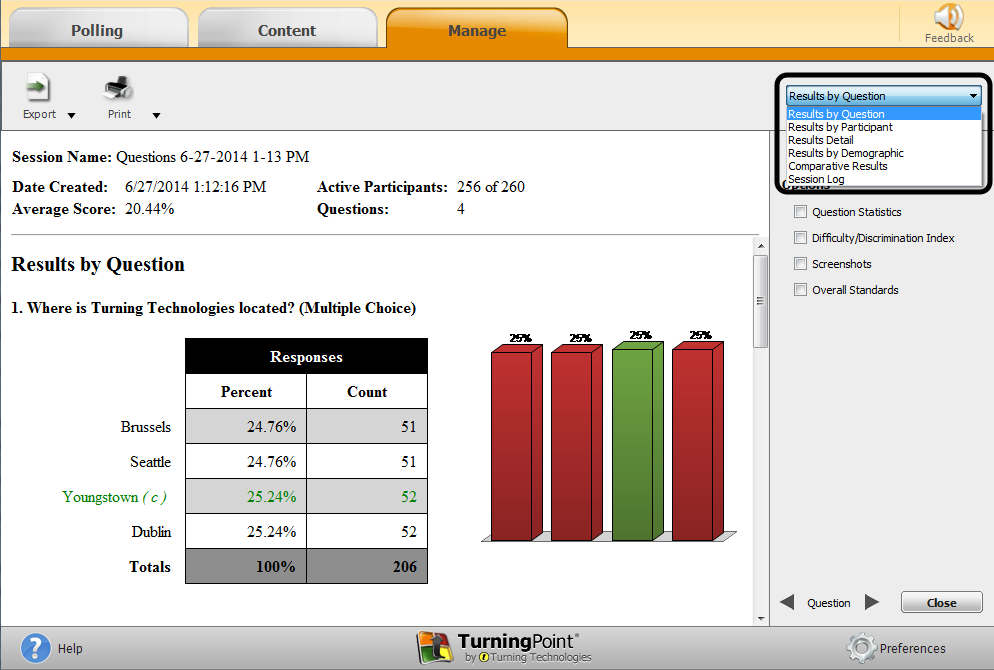 Polling
Content
Manage
Feedback
Export
Print
Results by Question
Results by Question
Results by Participant
Results Detail
Results by Demographic
Comparative Results
Session Log
Options
Question Statistics
Difficulty/Discrimination Index
Screenshots
Overall Standards
Session Name: Questions 6-27-2014 1-13 PM
Date Created: 6/27/2014 1:12:16 PM Active Participants: 256 of 260
Average Score: 20.44% Questions: 4
Results by Question
1. Where is Turning Technologies located? (Multiple Choice)
Responses
Percent Count
Brussels 24.76% 51
Seattle 24.76% 51
Youngstown ( c ) 25.24% 52
Dublin 25.24% 52
Totals 100% 206
25% 25% 25% 25%
Question
Close
? Help
TurningPoint®
by Turning Technologies
Preferences